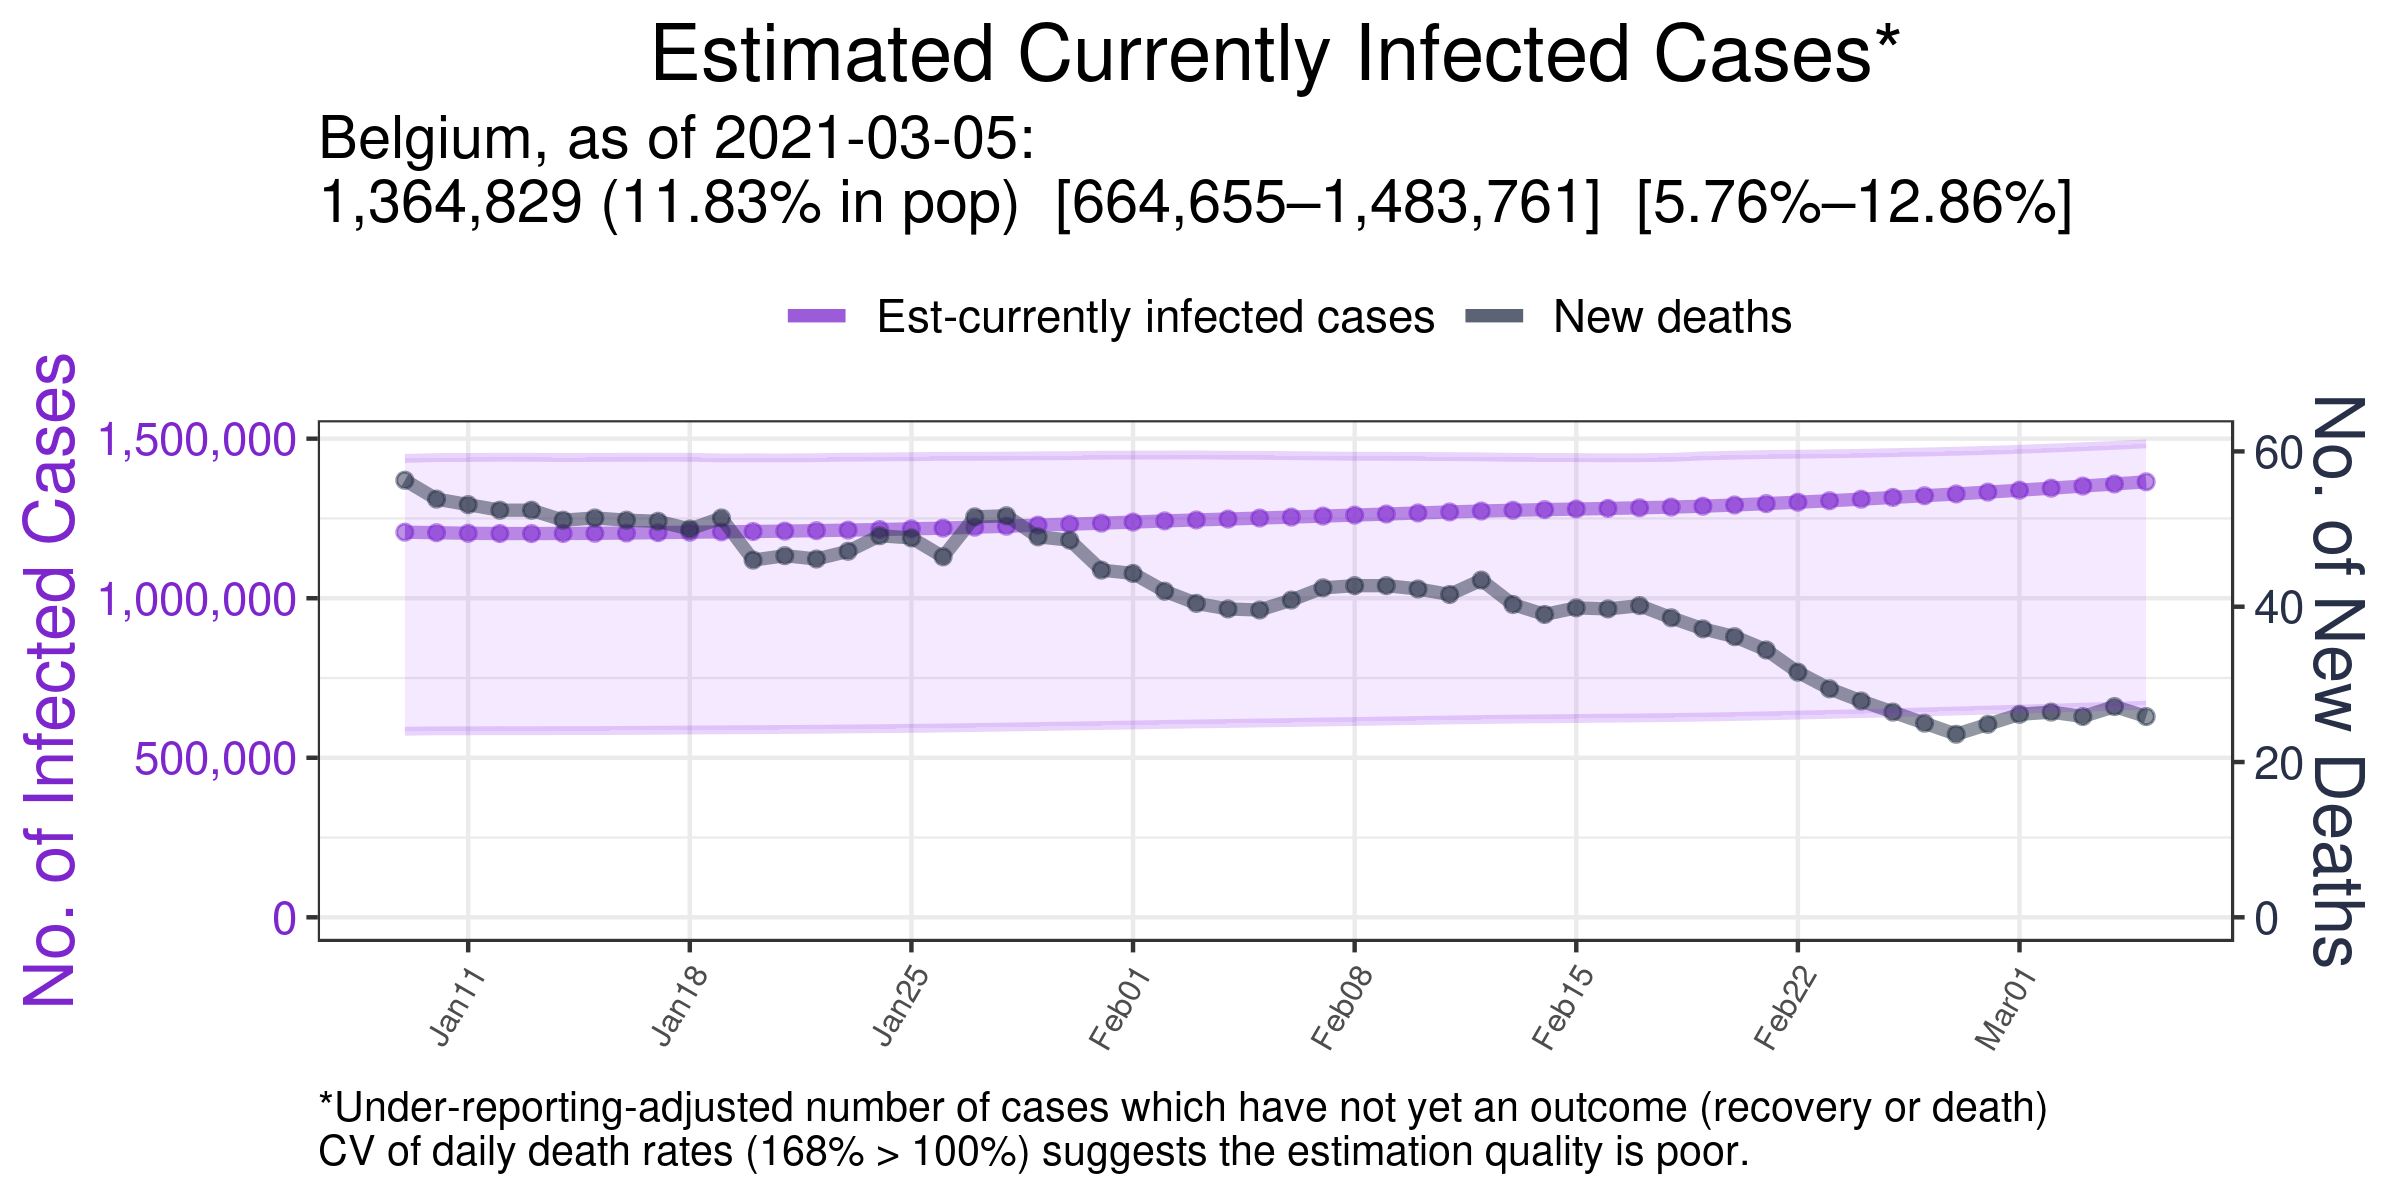 Estimated Currently Infected Cases*
Belgium, as of 2021-03-05:
1,364,829 (11.83% in pop)  [664,655–1,483,761]  [5.76%–12.86%]
Est-currently infected cases
New deaths
No. of Infected Cases
1,500,000
1,000,000
500,000
0
60
40
20
0
No. of New Deaths
Jan11
Jan18
Jan25
Feb01
Feb08
Feb15
Feb22
Mar01
*Under-reporting-adjusted number of cases which have not yet an outcome (recovery or death)
CV of daily death rates (168% > 100%) suggests the estimation quality is poor.